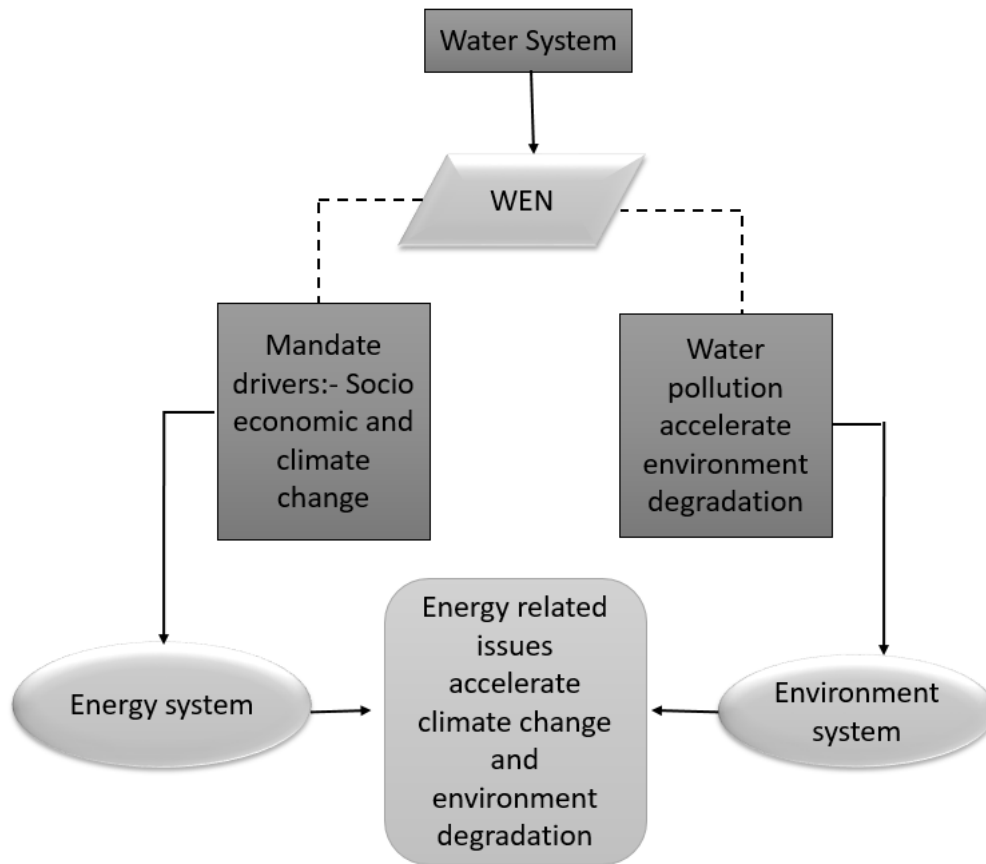 Water System
WEN
Mandate
drivers:- Socio
economic and
climate
change
Water
pollution
accelerate
environment
degradation
Energy related
issues
accelerate
climate change
and
environment
degradation
Energy system
Environment
system